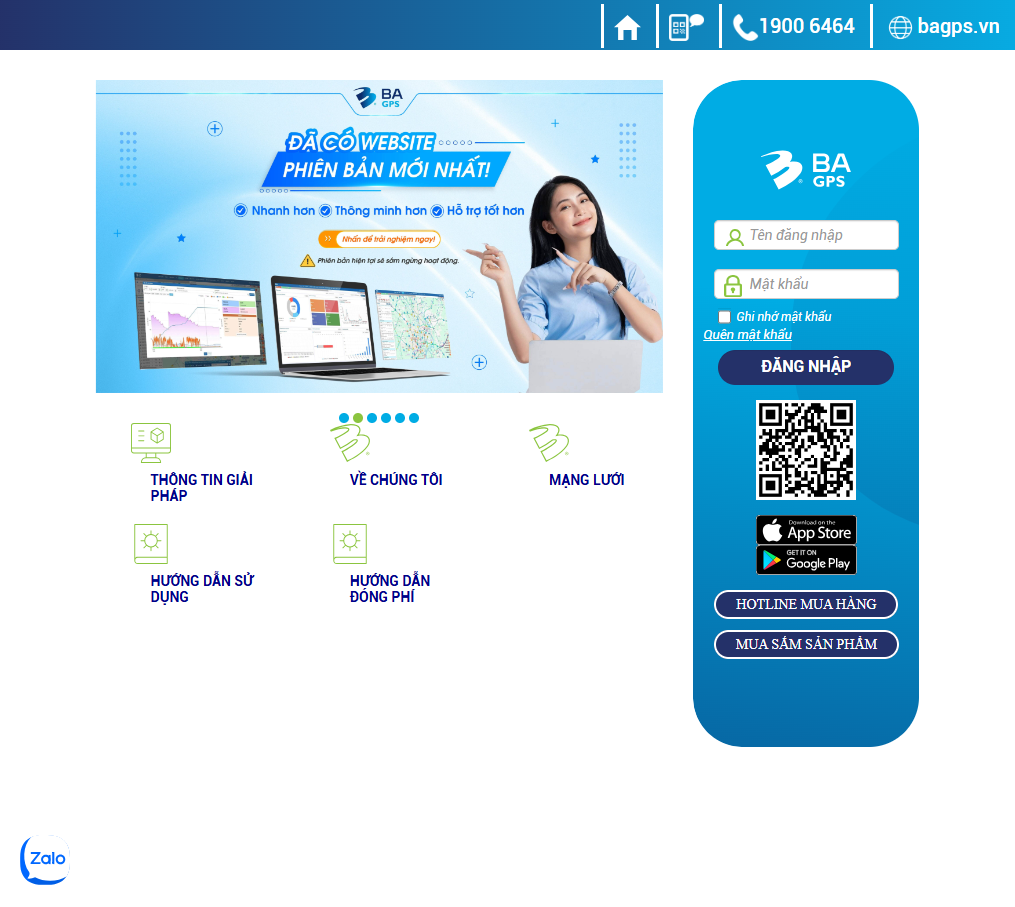 1900 6464
bagps.vn
BA
GPS
ĐÃ CÓ WEBSITE
PHIÊN BẢN MỚI NHẤT!
Nhanh hơn
Thông minh hơn
Hỗ trợ tốt hơn
Nhấn để trải nghiệm ngay!
Phiên bản hiện tại sẽ sớm ngừng hoạt động.
THÔNG TIN GIẢI
PHÁP
VỀ CHÚNG TÔI
MẠNG LƯỚI
HƯỚNG DẪN SỬ
DỤNG
HƯỚNG DẪN
ĐÓNG PHÍ
BA
GPS
Tên đăng nhập
Mật khẩu
Ghi nhớ mật khẩu
Quên mật khẩu
ĐĂNG NHẬP
Download on the
App Store
GET IT ON
Google Play
HOTLINE MUA HÀNG
MUA SẮM SẢN PHẨM
Zalo